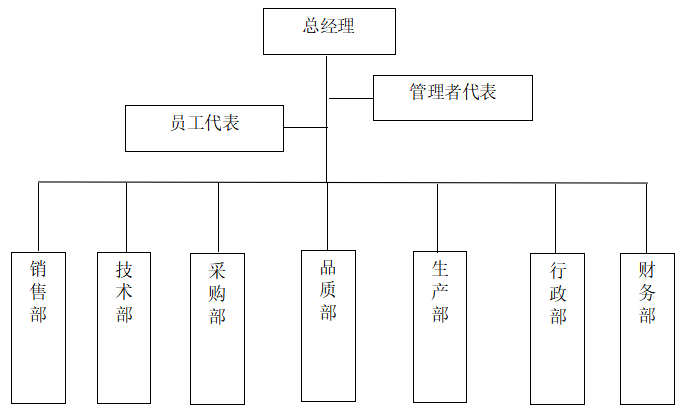 总经理
管理者代表
员工代表
销售部
技术部
采购部
品质部
生产部
行政部
财务部